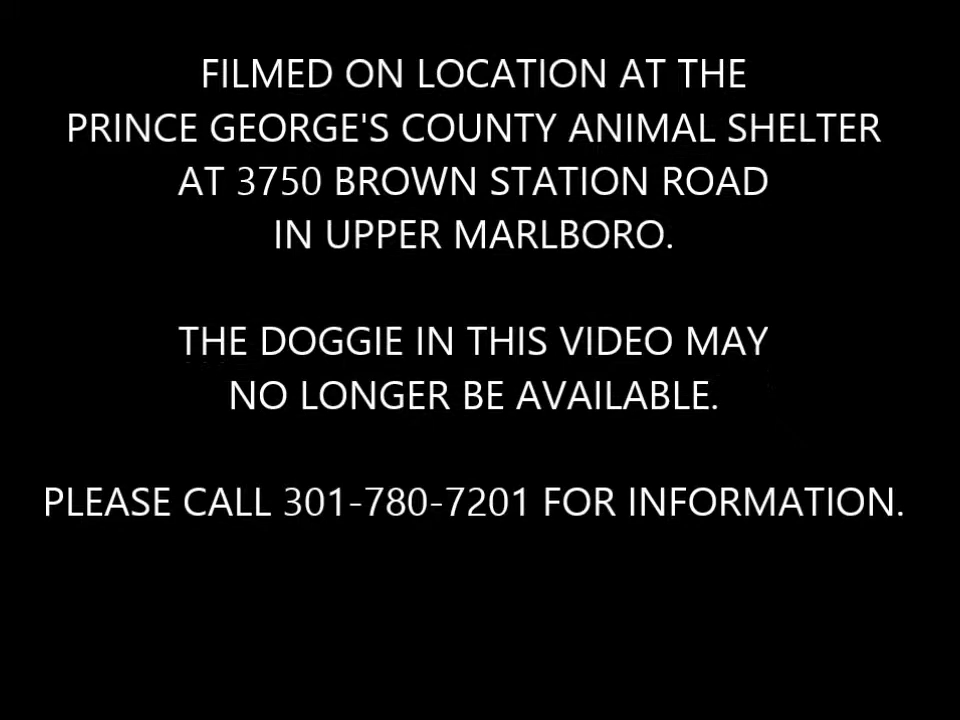 FILMED ON LOCATION AT THE
PRINCE GEORGE'S COUNTY ANIMAL SHELTER
AT 3750 BROWN STATION ROAD
IN UPPER MARLBORO.
THE DOGGIE IN THIS VIDEO MAY
NO LONGER BE AVAILABLE.
PLEASE CALL 301-780-7201 FOR INFORMATION.